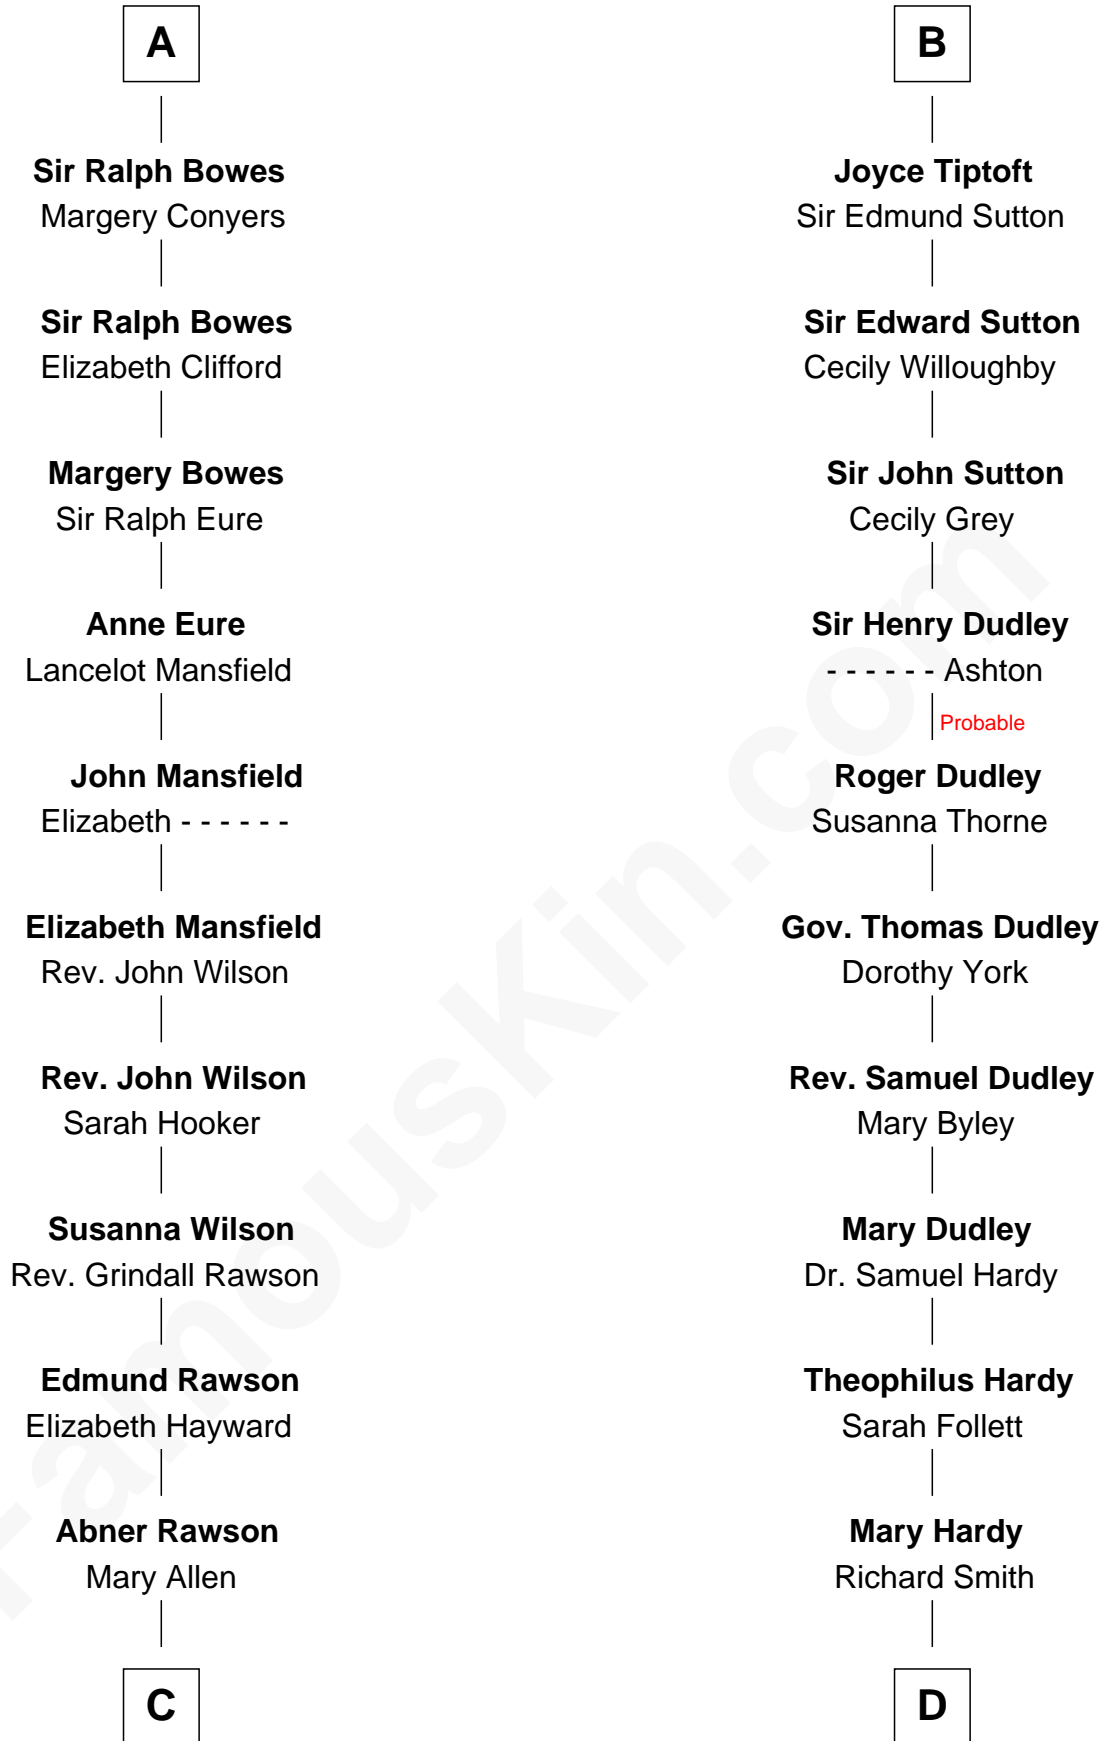 A
Sir Ralph Bowes
Margery Conyers
Sir Ralph Bowes
Elizabeth Clifford
Margery Bowes
Sir Ralph Eure
Anne Eure
Lancelot Mansfield
John Mansfield
Elizabeth - - - - - -
Elizabeth Mansfield
Rev. John Wilson
Rev. John Wilson
Sarah Hooker
Susanna Wilson
Rev. Grindall Rawson
Edmund Rawson
Elizabeth Hayward
Abner Rawson
Mary Allen
C
B
Joyce Tiptoft
Sir Edmund Sutton
Sir Edward Sutton
Cecily Willoughby
Sir John Sutton
Cecily Grey
Sir Henry Dudley
- - - - - - Ashton
Probable
Roger Dudley
Susanna Thorne
Gov. Thomas Dudley
Dorothy York
Rev. Samuel Dudley
Mary Byley
Mary Dudley
Dr. Samuel Hardy
Theophilus Hardy
Sarah Follett
Mary Hardy
Richard Smith
D
FamousKin.com